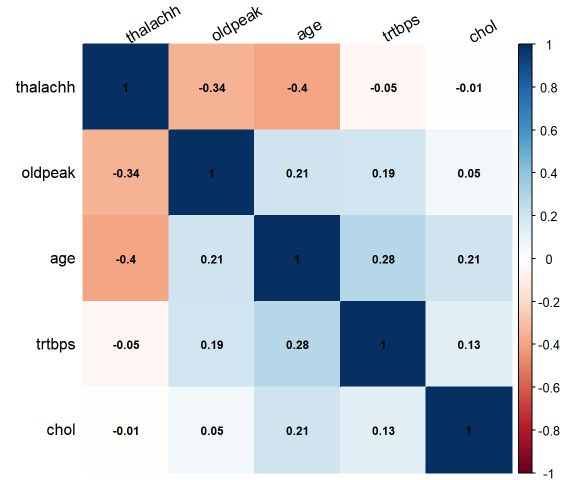 thalachh oldpeak age trtbps chol
thalachh 1 -0.34 -0.4 -0.05 -0.01
oldpeak -0.34 1 0.21 0.19 0.05
age -0.4 0.21 1 0.28 0.21
trtbps -0.05 0.19 0.28 1 0.13
chol -0.01 0.05 0.21 0.13 1
1
0.8
0.6
0.4
0.2
0
-0.2
-0.4
-0.6
-0.8
-1